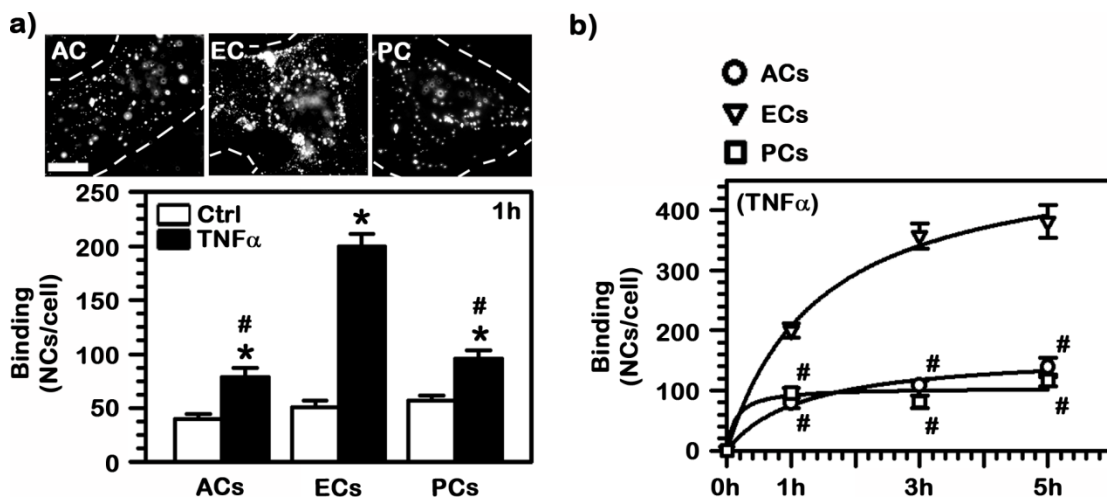 a)
AC
EC
PC
250
200
150
100
50
0
Binding
(NCs/cell)
Ctrl
TNFα
1h
*
#
*
#
*
ACs
ECs
PCs
b)
ACs
ECs
PCs
(TNFα)
400
300
200
100
0
Binding
(NCs/cell)
#
#
#
#
#
#
0h
1h
3h
5h